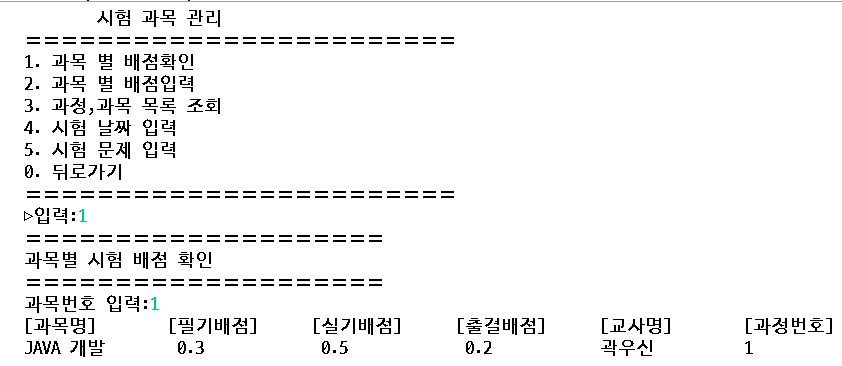 시험 과목 관리
========================
1. 과목 별 배점확인
2. 과목 별 배점입력
3. 과정,과목 목록 조회
4. 시험 날짜 입력
5. 시험 문제 입력
0. 뒤로가기
========================
▷입력:1
====================
과목별 시험 배점 확인
====================
과목번호 입력:1
[과목명] [필기배점] [실기배점] [출결배점] [교사명] [과정번호]
JAVA 개발 0.3 0.5 0.2 곽우신 1